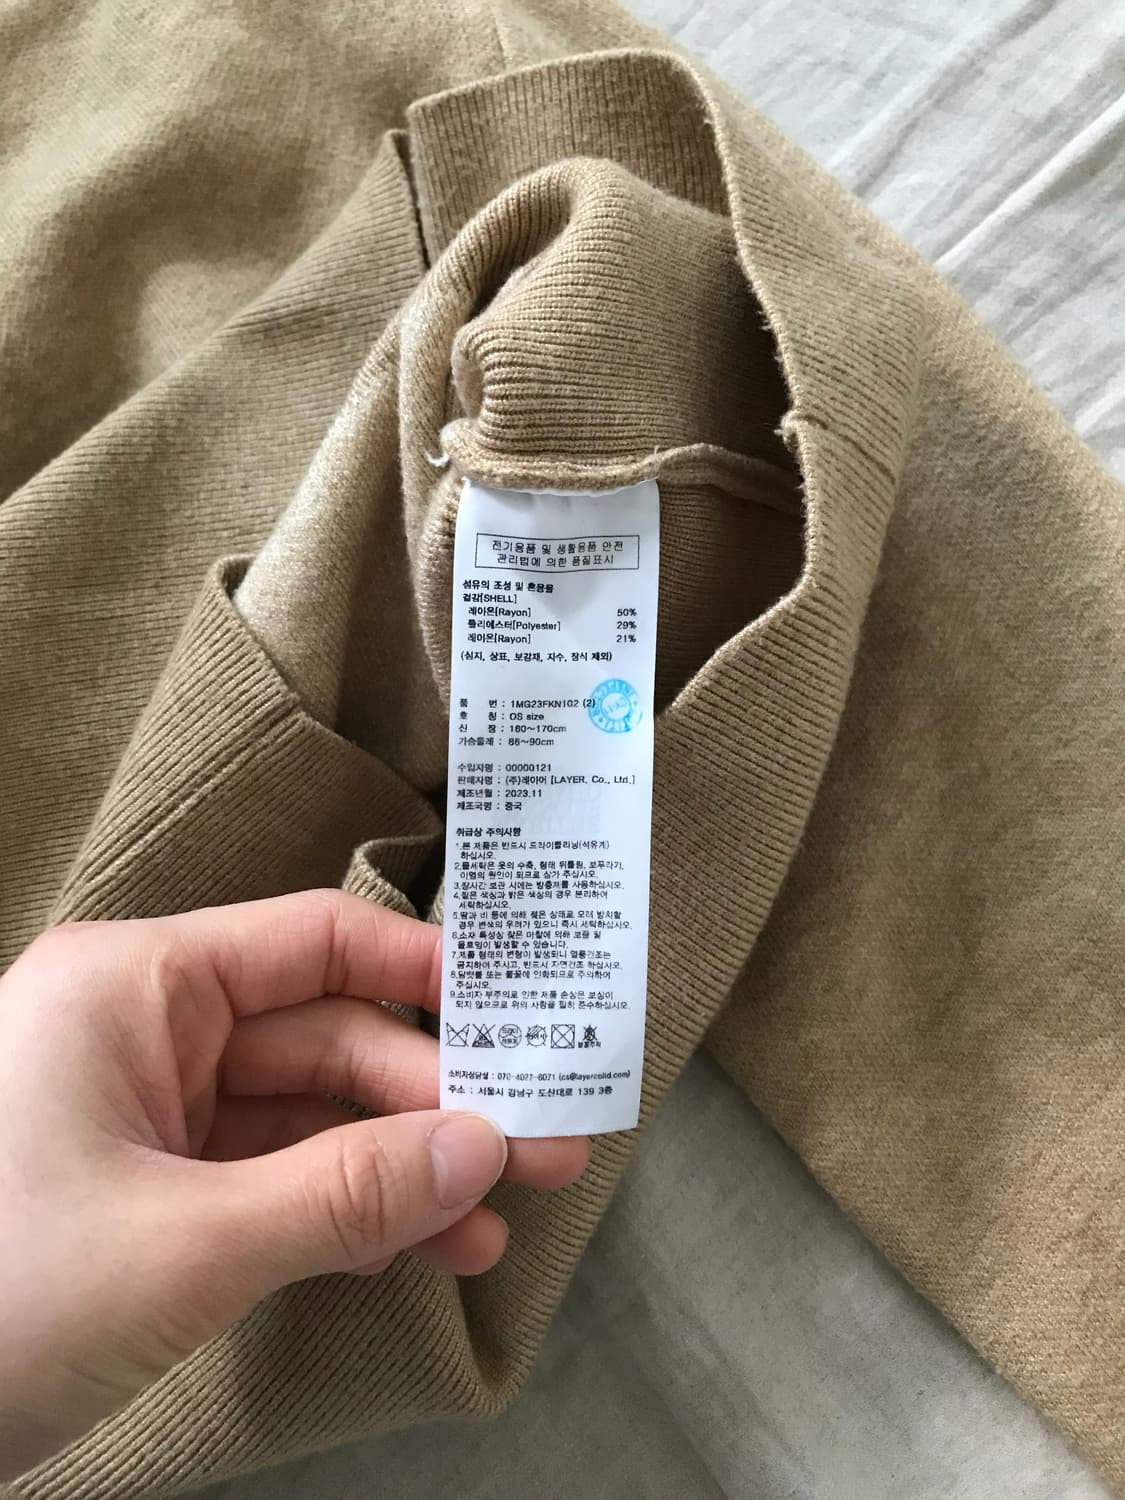 전기용품 및 생활용품 안전
관리법에 의한 품질표시
섬유의 조성 및 혼용율
겉감[SHELL]
레이온[Rayon] 50%
폴리에스터[Polyester] 29%
레이온[Rayon] 21%
(심지, 상표, 보강재, 자수, 장식 제외)
품 번 : 1MG23FKN102 (2)
호 칭 : OS size
신 장 : 160~170cm
가슴둘레 : 86~90cm
수입자명 : 00000121
판매자명 : (주)레이어 [LAYER. Co., Ltd.]
제조년월 : 2023.11
제조국명 : 중국
취급상 주의사항
1.본 제품은 반드시 드라이클리닝(석유계)
하십시오.
2.물세탁은 옷의 수축, 형태 뒤틀림, 보푸라기,
이염의 원인이 되므로 삼가 주십시오.
3.장시간 보관 시에는 방충제를 사용하십시오.
4.짙은 색상과 밝은 색상의 경우 분리하여
세탁하십시오.
5.땀과 비 등에 의해 젖은 상태로 오래 방치할
경우 변색의 우려가 있으니 즉시 세탁하십시오.
6.소재 특성상 잦은 마찰에 의해 보풀 및
올트임이 발생할 수 있습니다.
7.제품 형태의 변형이 발생되니 열풍건조는
금지하여 주시고, 반드시 자연건조 하십시오.
8.담뱃불 또는 불꽃에 인화되므로 주의하여
주십시오.
9.소비자 부주의로 인한 제품 손상은 보상이
되지 않으므로 위의 사항을 필히 준수하십시오.
소비자상담실 : 070-4077-6071 (cs@layercoltd.com)
주소 : 서울시 강남구 도산대로 139 3층